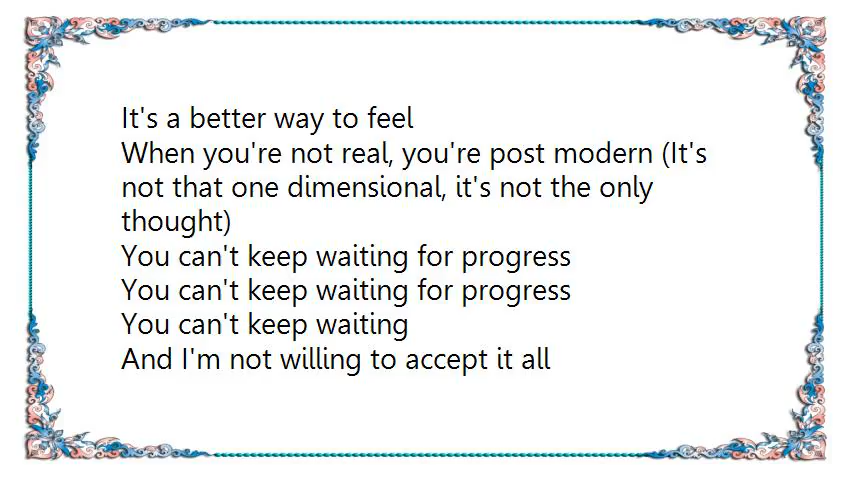 It's a better way to feel
When you're not real, you're post modern (It's
not that one dimensional, it's not the only
thought)
You can't keep waiting for progress
You can't keep waiting for progress
You can't keep waiting
And I'm not willing to accept it all